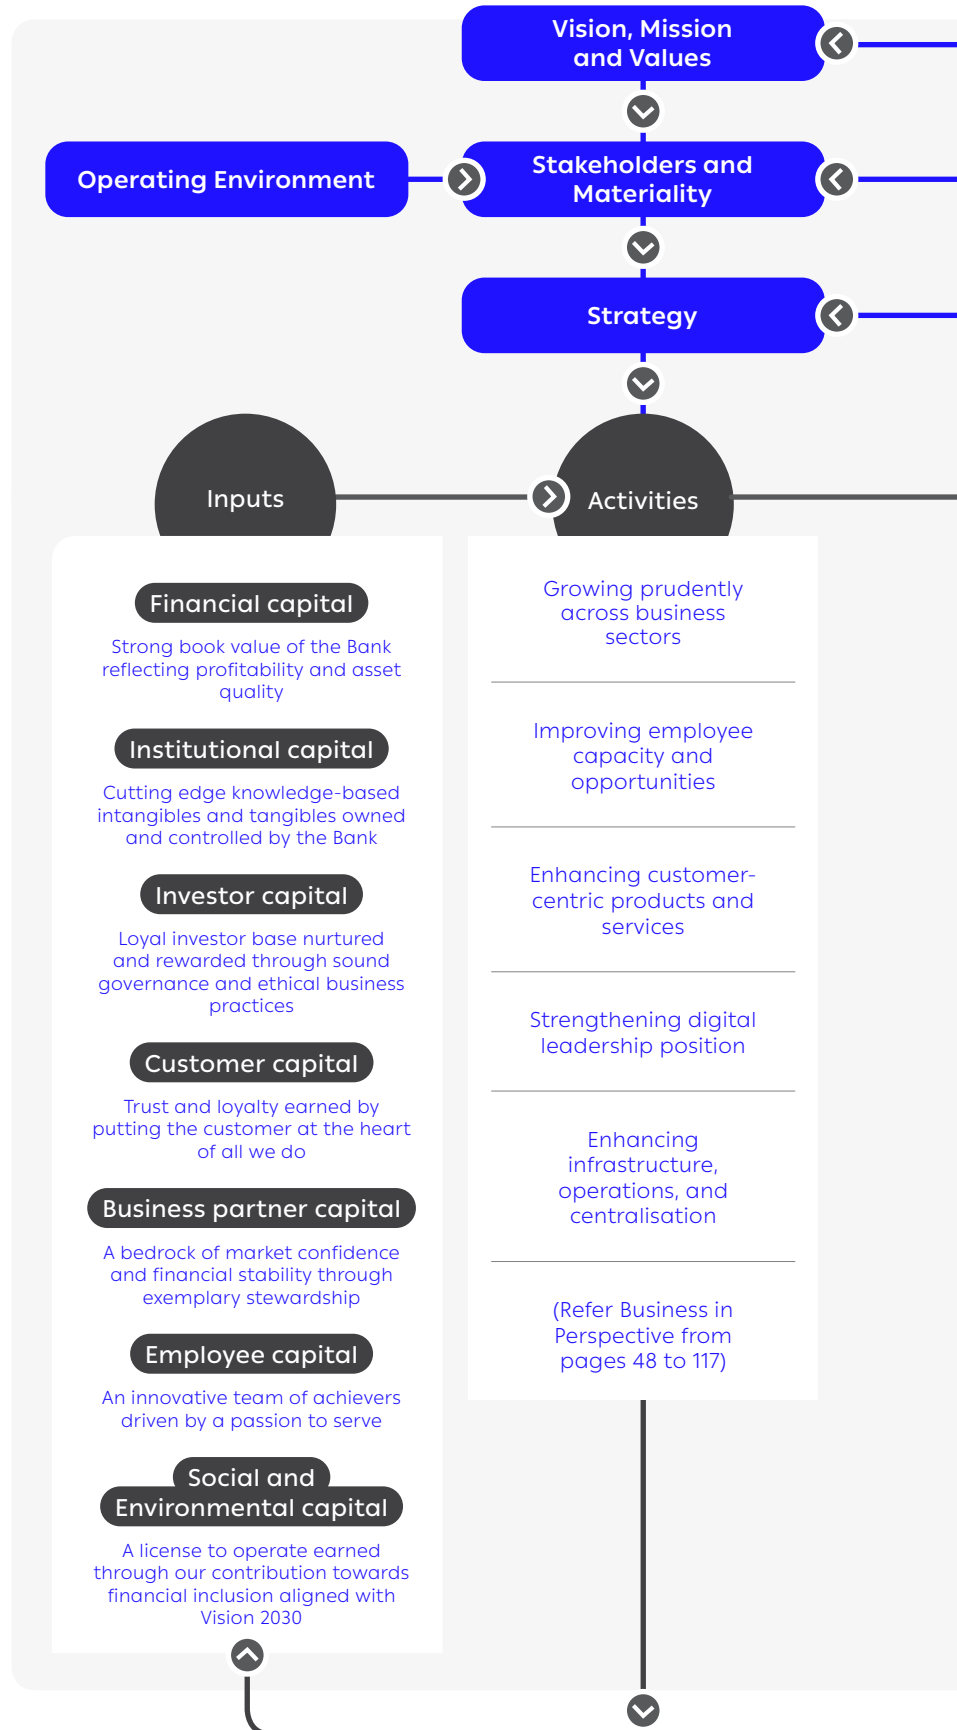 Vision, Mission
and Values
Operating Environment
Stakeholders and
Materiality
Strategy
Inputs
Activities
Financial capital
Strong book value of the Bank
reflecting profitability and asset
quality
Institutional capital
Cutting edge knowledge-based
intangibles and tangibles owned
and controlled by the Bank
Investor capital
Loyal investor base nurtured
and rewarded through sound
governance and ethical business
practices
Customer capital
Trust and loyalty earned by
putting the customer at the heart
of all we do
Business partner capital
A bedrock of market confidence
and financial stability through
exemplary stewardship
Employee capital
An innovative team of achievers
driven by a passion to serve
Social and
Environmental capital
A license to operate earned
through our contribution towards
financial inclusion aligned with
Vision 2030
Growing prudently
across business
sectors
Improving employee
capacity and
opportunities
Enhancing customer-
centric products and
services
Strengthening digital
leadership position
Enhancing
infrastructure,
operations, and
centralisation
(Refer Business in
Perspective from
pages 48 to 117)